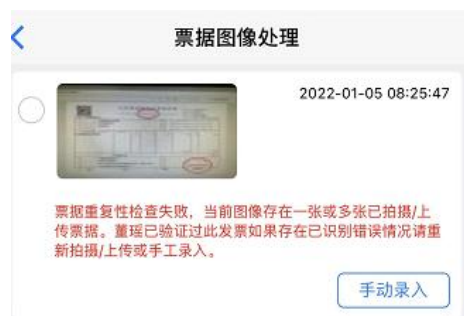 票据图像处理
2022-01-05 08:25:47
票据重复性检查失败，当前图像存在一张或多张已拍摄/上
传票据。董瑶已验证过此发票如果存在已识别错误情况请重
新拍摄/上传或手工录入。
手动录入